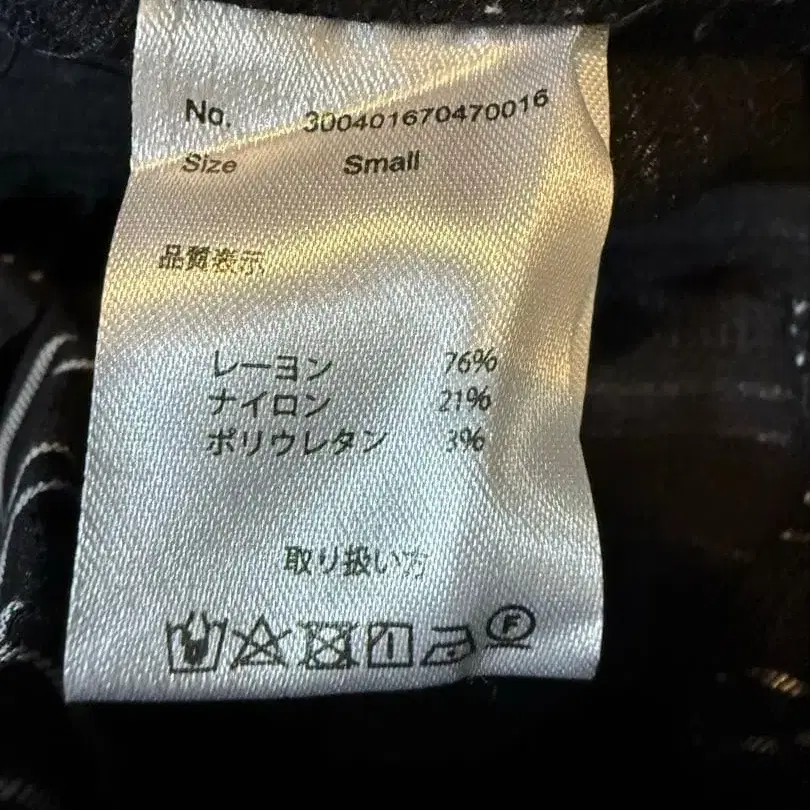 No. 300401670470016
Size Small
品質表示
レーヨン 76%
ナイロン 21%
ポリウレタン 3%
取り扱い方
F